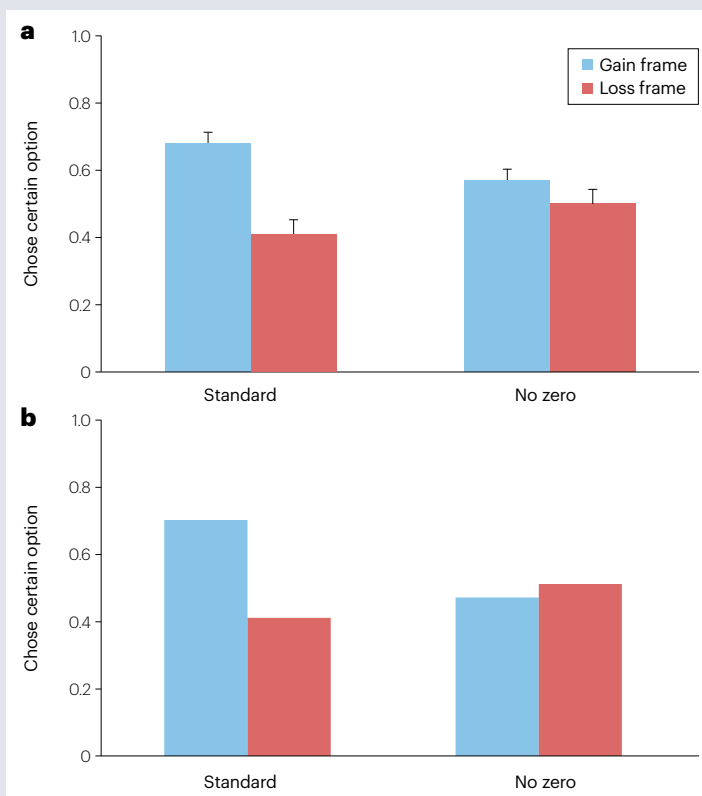 a
1.0
0.8
0.6
0.4
0.2
0
Chose certain option
Gain frame
Loss frame
Standard
No zero
b
1.0
0.8
0.6
0.4
0.2
0
Chose certain option
Standard
No zero